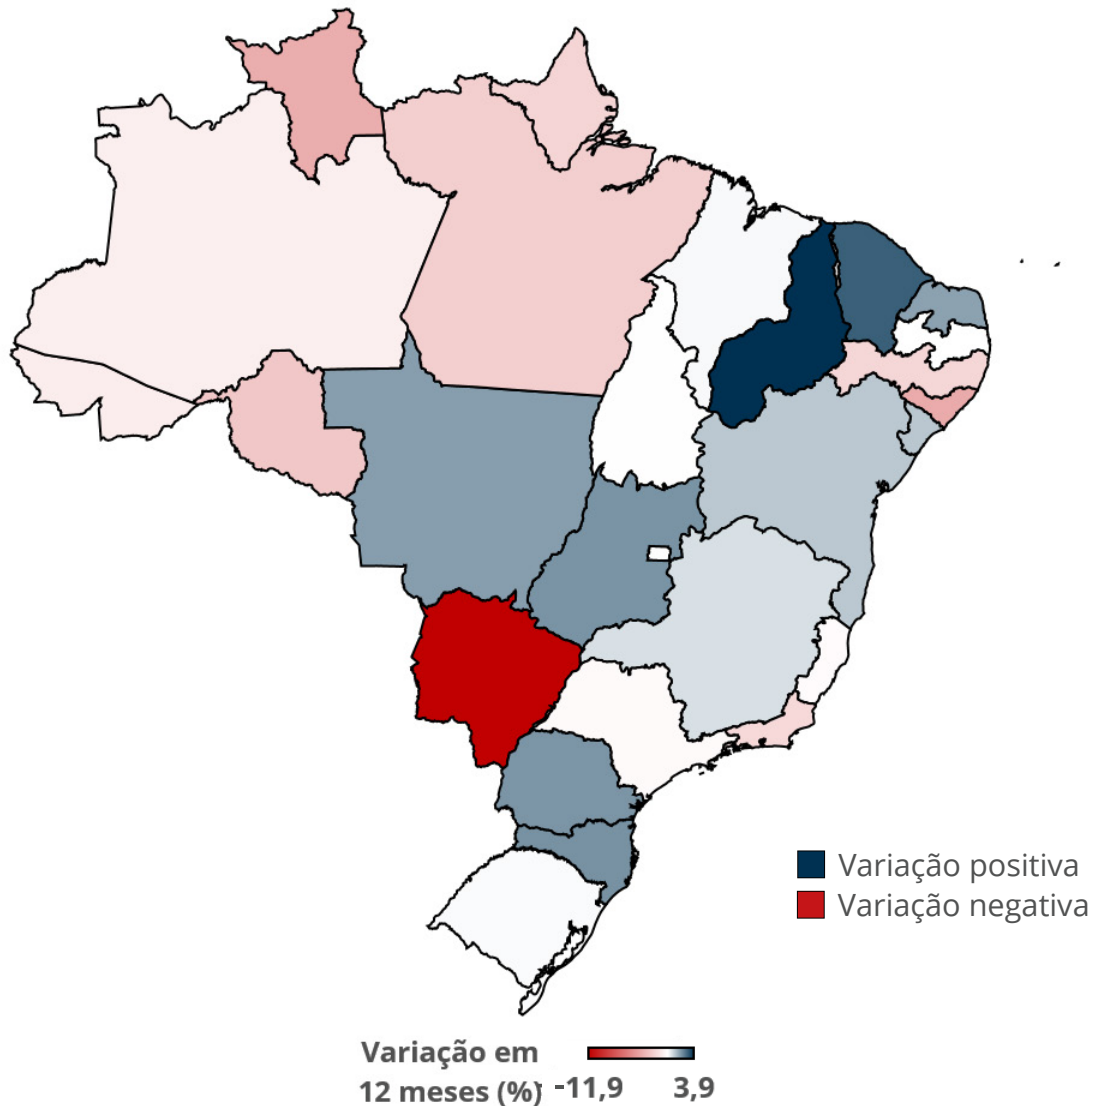 Variação positiva
Variação negativa
Variação em
12 meses (%)
-11,9
3,9